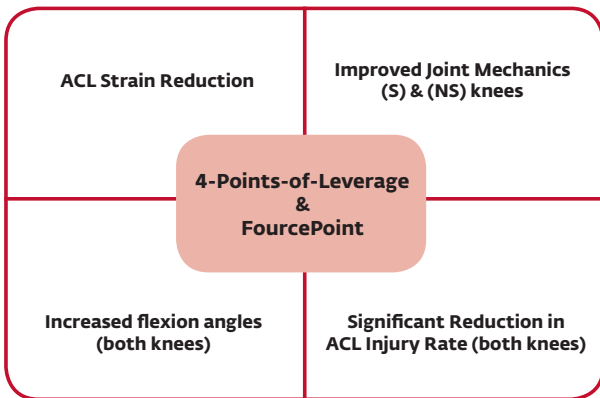 ACL Strain Reduction
Improved Joint Mechanics
(S) & (NS) knees
4-Points-of-Leverage
&
FourcePoint
Increased flexion angles
(both knees)
Significant Reduction in
ACL Injury Rate (both knees)